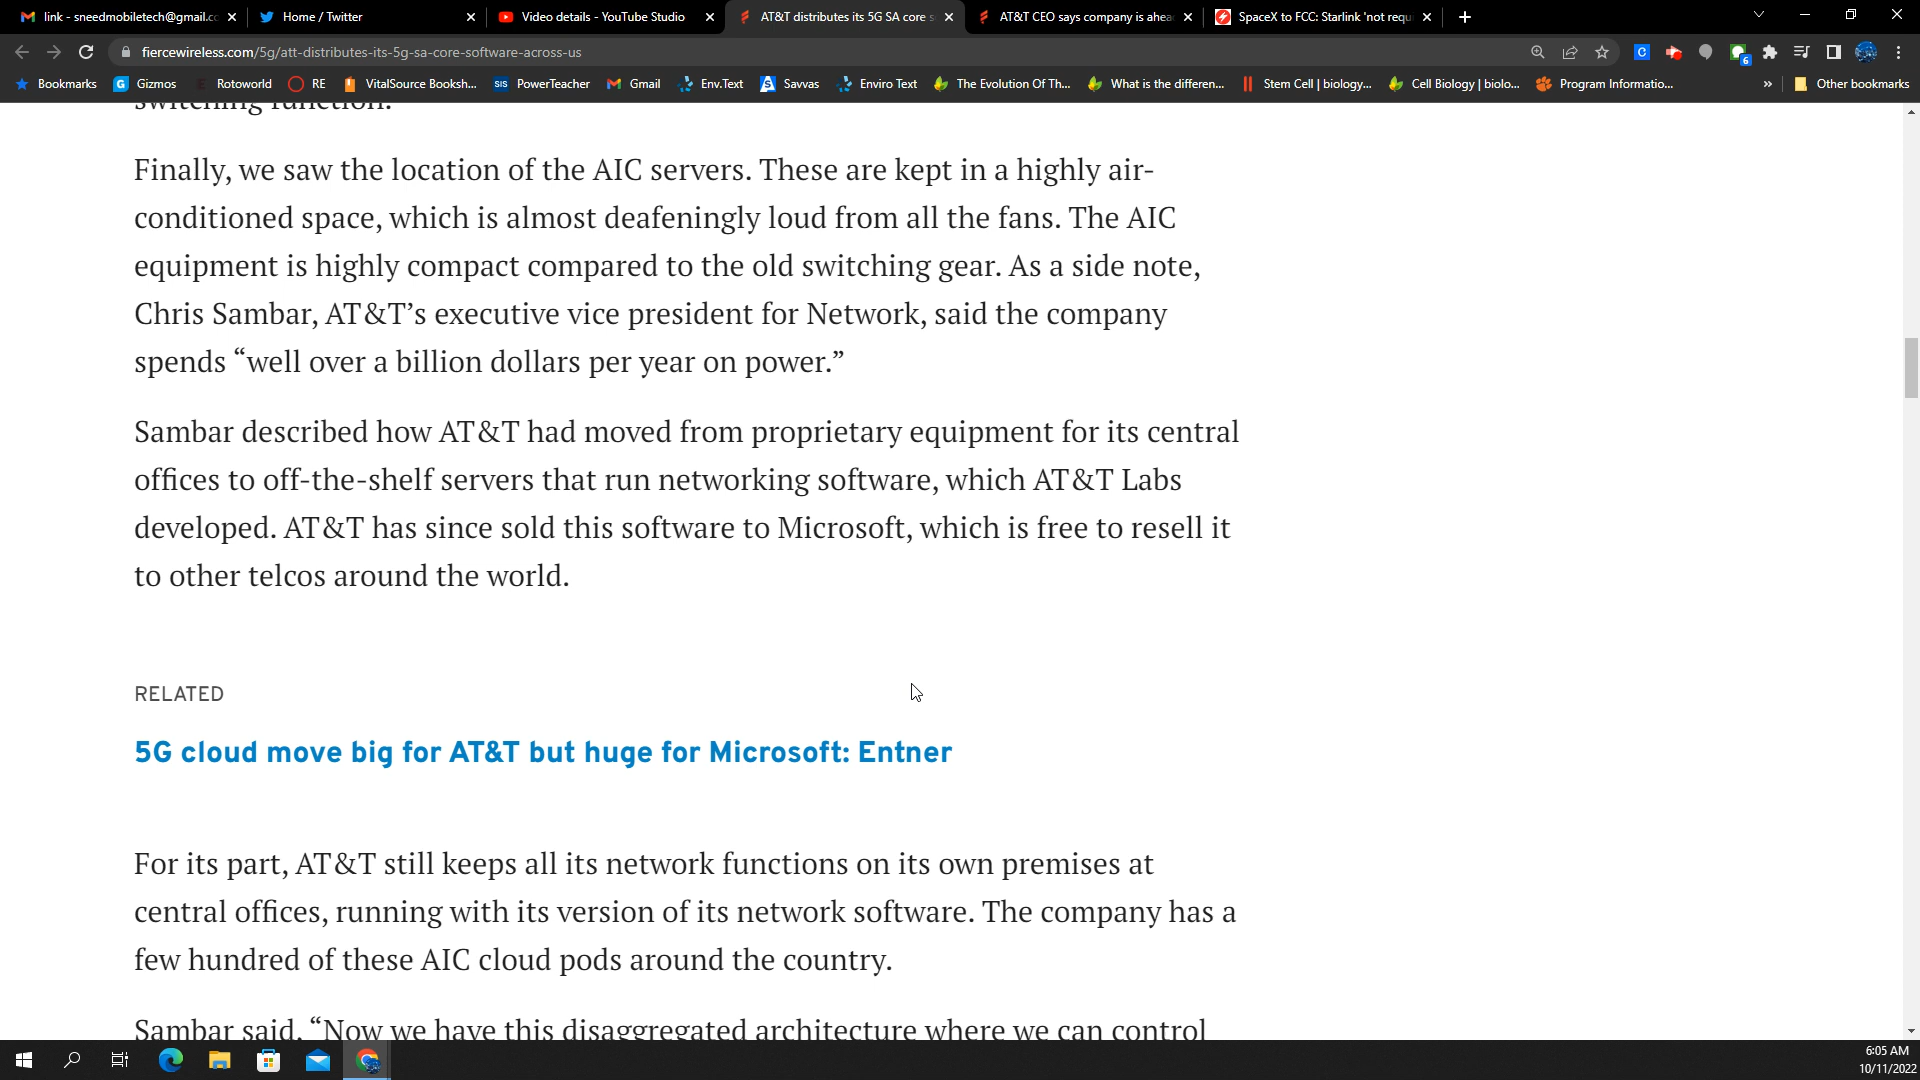 link - sneedmobiletech@gmail.cc
Home / Twitter
Video details - YouTube Studio
AT&T distributes its 5G SA core s
AT&T CEO says company is ahea
SpaceX to FCC: Starlink 'not requ
fiercewireless.com/5g/att-distributes-its-5g-sa-core-software-across-us
Bookmarks
Gizmos
Rotoworld
RE
VitalSource Booksh...
SIS PowerTeacher
Gmail
Env.Text
Savvas
Enviro Text
The Evolution Of Th...
What is the differen...
Stem Cell | biology...
Cell Biology | biolo...
Program Informatio...
»
Other bookmarks
switching function.
Finally, we saw the location of the AIC servers. These are kept in a highly air-
conditioned space, which is almost deafeningly loud from all the fans. The AIC
equipment is highly compact compared to the old switching gear. As a side note,
Chris Sambar, AT&T’s executive vice president for Network, said the company
spends “well over a billion dollars per year on power.”
Sambar described how AT&T had moved from proprietary equipment for its central
offices to off-the-shelf servers that run networking software, which AT&T Labs
developed. AT&T has since sold this software to Microsoft, which is free to resell it
to other telcos around the world.
RELATED
5G cloud move big for AT&T but huge for Microsoft: Entner
For its part, AT&T still keeps all its network functions on its own premises at
central offices, running with its version of its network software. The company has a
few hundred of these AIC cloud pods around the country.
Sambar said, “Now we have this disaggregated architecture where we can control
6:05 AM
10/11/2022